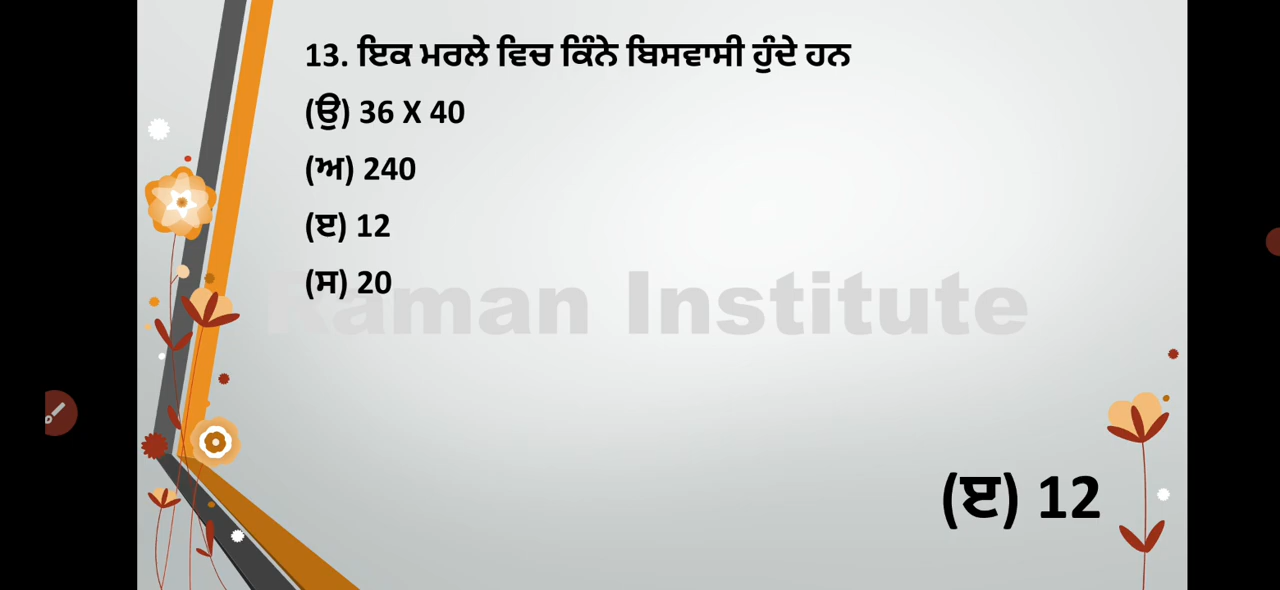 13. ਇਕ ਮਰਲੇ ਵਿਚ ਕਿੰਨੇ ਬਿਸਵਾਸੀ ਹੁੰਦੇ ਹਨ
(ਉ) 36 X 40
(ਅ) 240
(ੲ) 12
(ਸ) 20
Raman Institute
(ੲ) 12